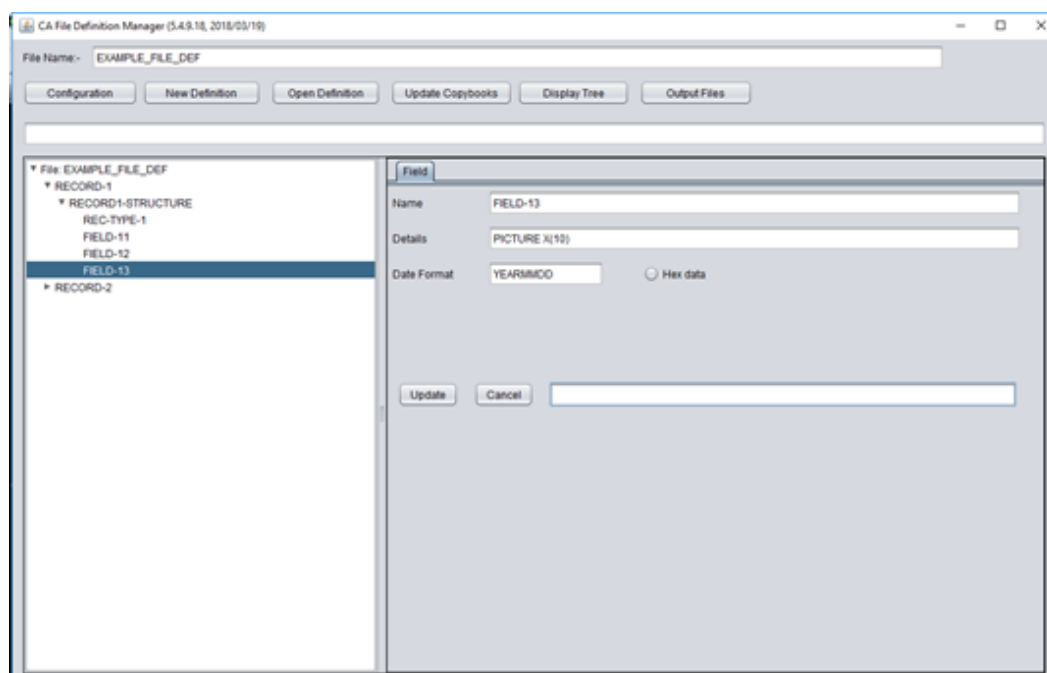 CA File Definition Manager (5.4.9.18, 2018/03/19)
File Name:- EXAMPLE_FILE_DEF
Configuration New Definition Open Definition Update Copybooks Display Tree Output Files
File: EXAMPLE_FILE_DEF
RECORD-1
RECORD1-STRUCTURE
REC-TYPE-1
FIELD-11
FIELD-12
FIELD-13
RECORD-2
Field
Name FIELD-13
Details PICTURE X(10)
Date Format YEARMMDD Hex data
Update Cancel